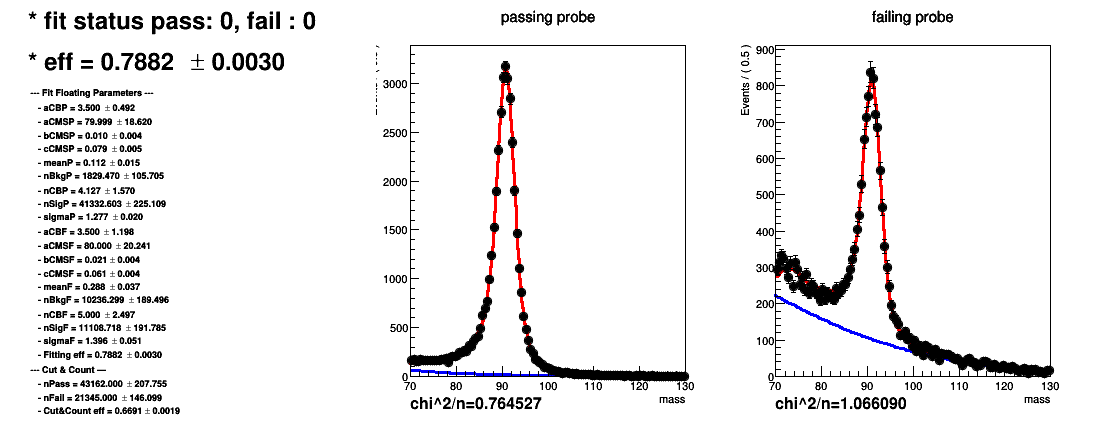 * fit status pass: 0, fail : 0
* eff = 0.7882 ± 0.0030
--- Fit Floating Parameters ---
- aCBP = 3.500 ± 0.492
- aCMSP = 79.999 ± 18.620
- bCMSP = 0.010 ± 0.004
- cCMSP = 0.079 ± 0.005
- meanP = 0.112 ± 0.015
- nBkgP = 1829.470 ± 105.705
- nCBP = 4.127 ± 1.570
- nSigP = 41332.603 ± 225.109
- sigmaP = 1.277 ± 0.020
- aCBF = 3.500 ± 1.198
- aCMSF = 80.000 ± 20.241
- bCMSF = 0.021 ± 0.004
- cCMSF = 0.061 ± 0.004
- meanF = 0.288 ± 0.037
- nBkgF = 10236.299 ± 189.496
- nCBF = 5.000 ± 2.497
- nSigF = 11108.718 ± 191.785
- sigmaF = 1.396 ± 0.051
- Fitting eff = 0.7882 ± 0.0030
--- Cut & Count ---
- nPass = 43162.000 ± 207.755
- nFail = 21345.000 ± 146.099
- Cut&Count eff = 0.6691 ± 0.0019
passing probe
3000
2500
2000
1500
1000
500
0
70 80 90 100 110 120 130
mass
chi^2/n=0.764527
failing probe
Events / ( 0.5 )
900
800
700
600
500
400
300
200
100
0
70 80 90 100 110 120 130
mass
chi^2/n=1.066090